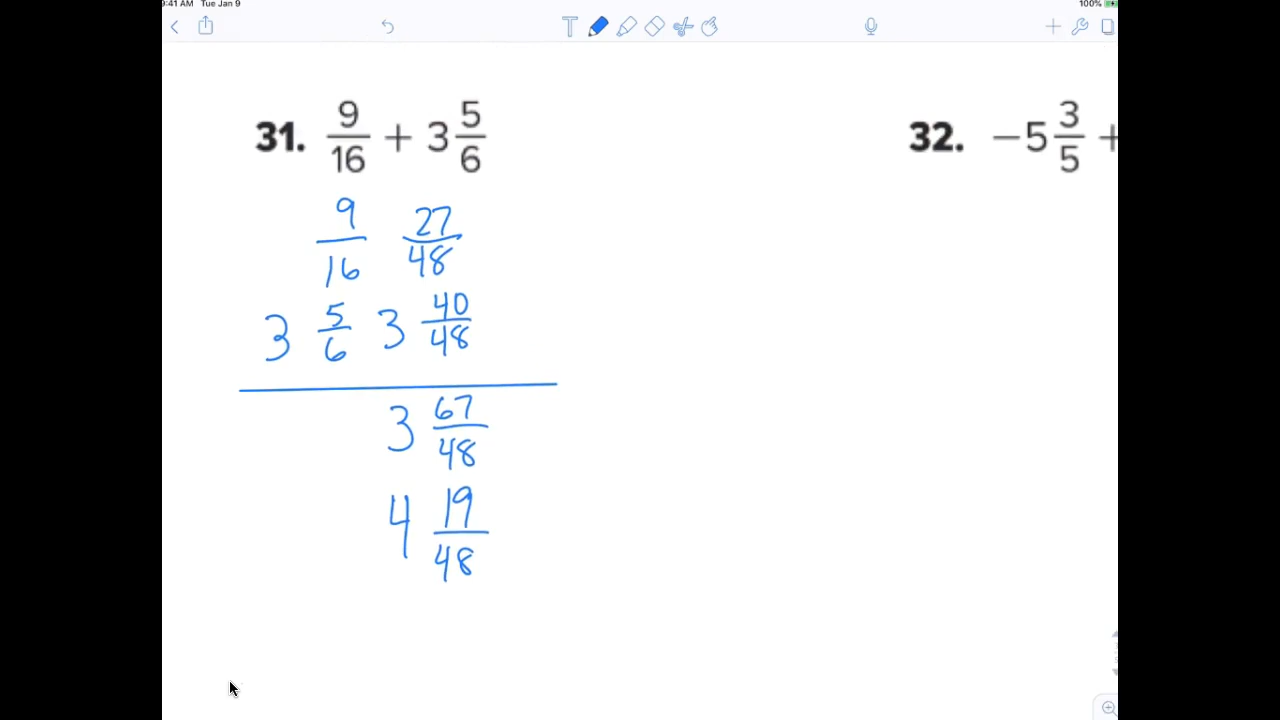 9:41 AM Tue Jan 9 100%
31. 9/16 + 3 5/6
32. -5 3/5 +
9/16 27/48
3 5/6 3 40/48
3 67/48
4 19/48